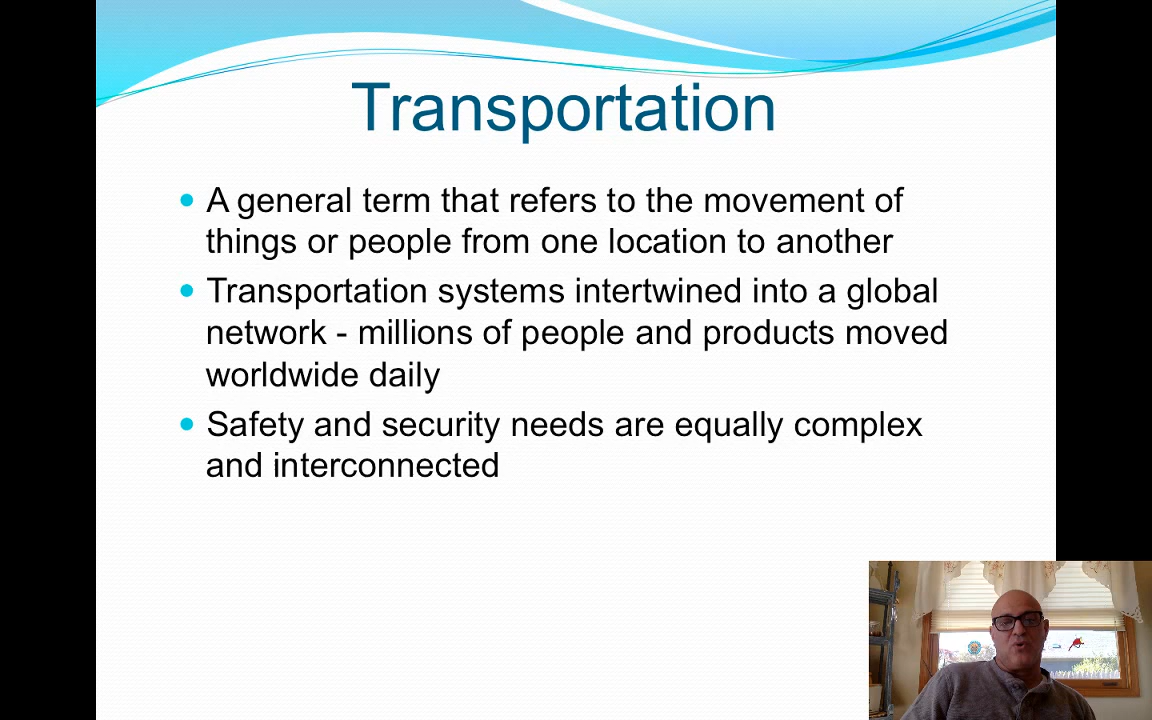 Transportation
A general term that refers to the movement of
things or people from one location to another
Transportation systems intertwined into a global
network - millions of people and products moved
worldwide daily
Safety and security needs are equally complex
and interconnected